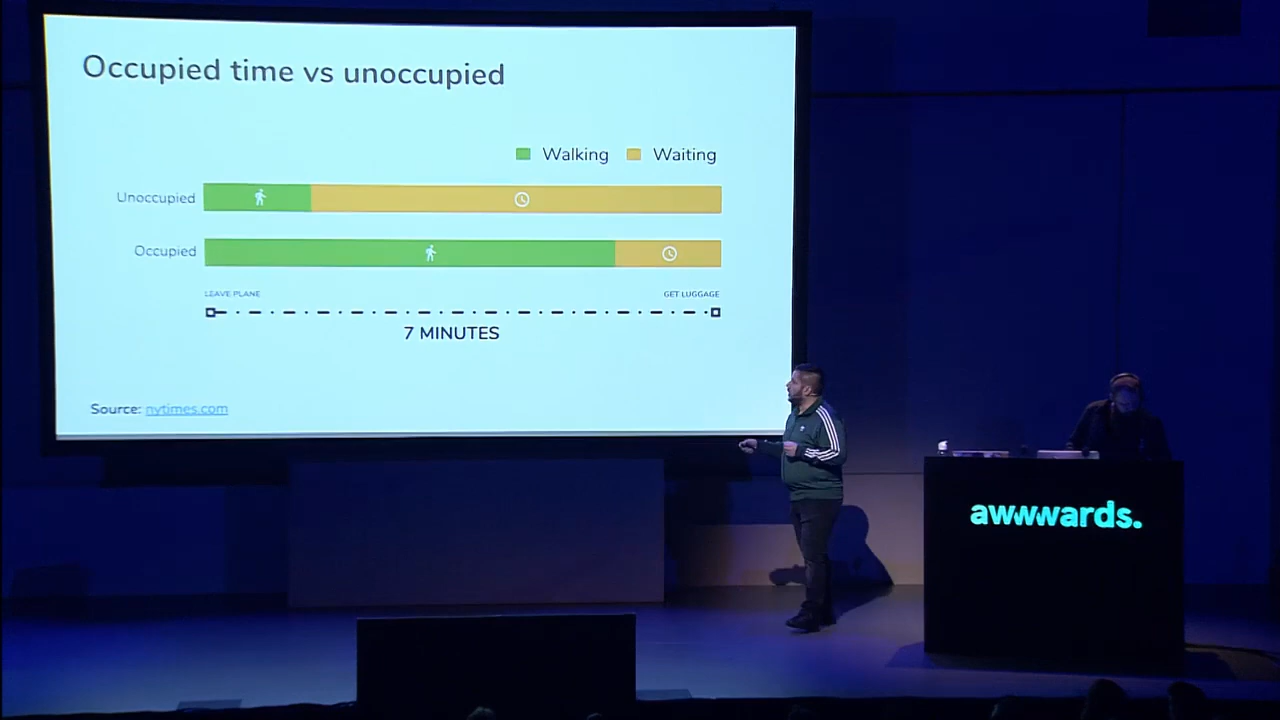 Occupied time vs unoccupied
Walking Waiting
Unoccupied
Occupied
LEAVE PLANE GET LUGGAGE
7 MINUTES
Source: nytimes.com
awwwards.